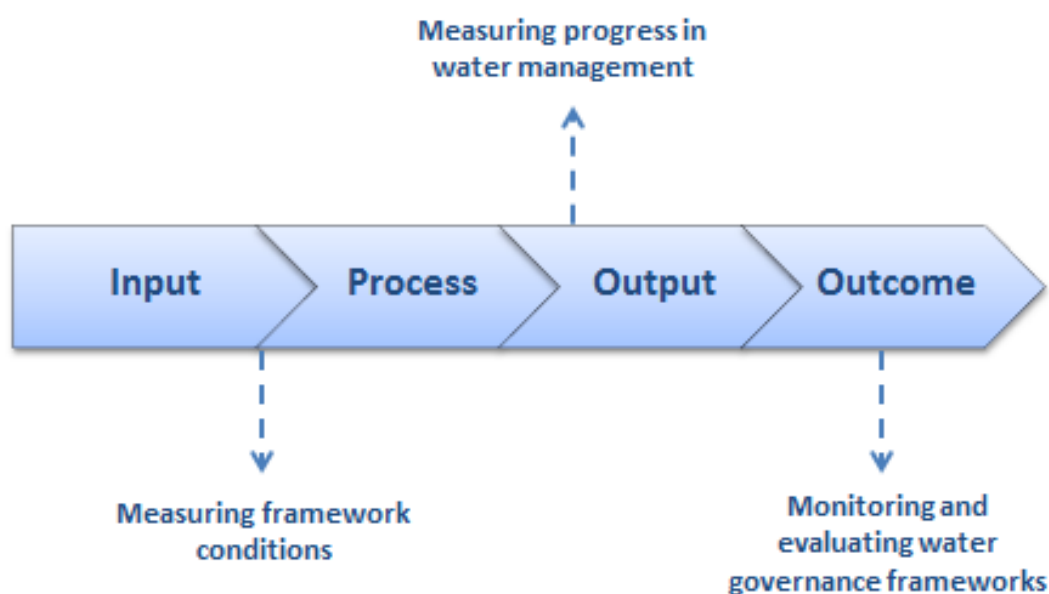 Measuring progress in
water management
Input
Process
Output
Outcome
Measuring framework
conditions
Monitoring and
evaluating water
governance frameworks